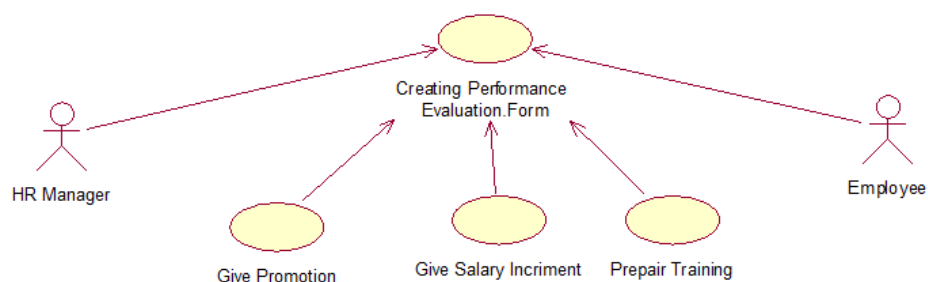 Creating Performance
Evaluation.Form
HR Manager
Employee
Give Promotion
Give Salary Incriment
Prepair Training